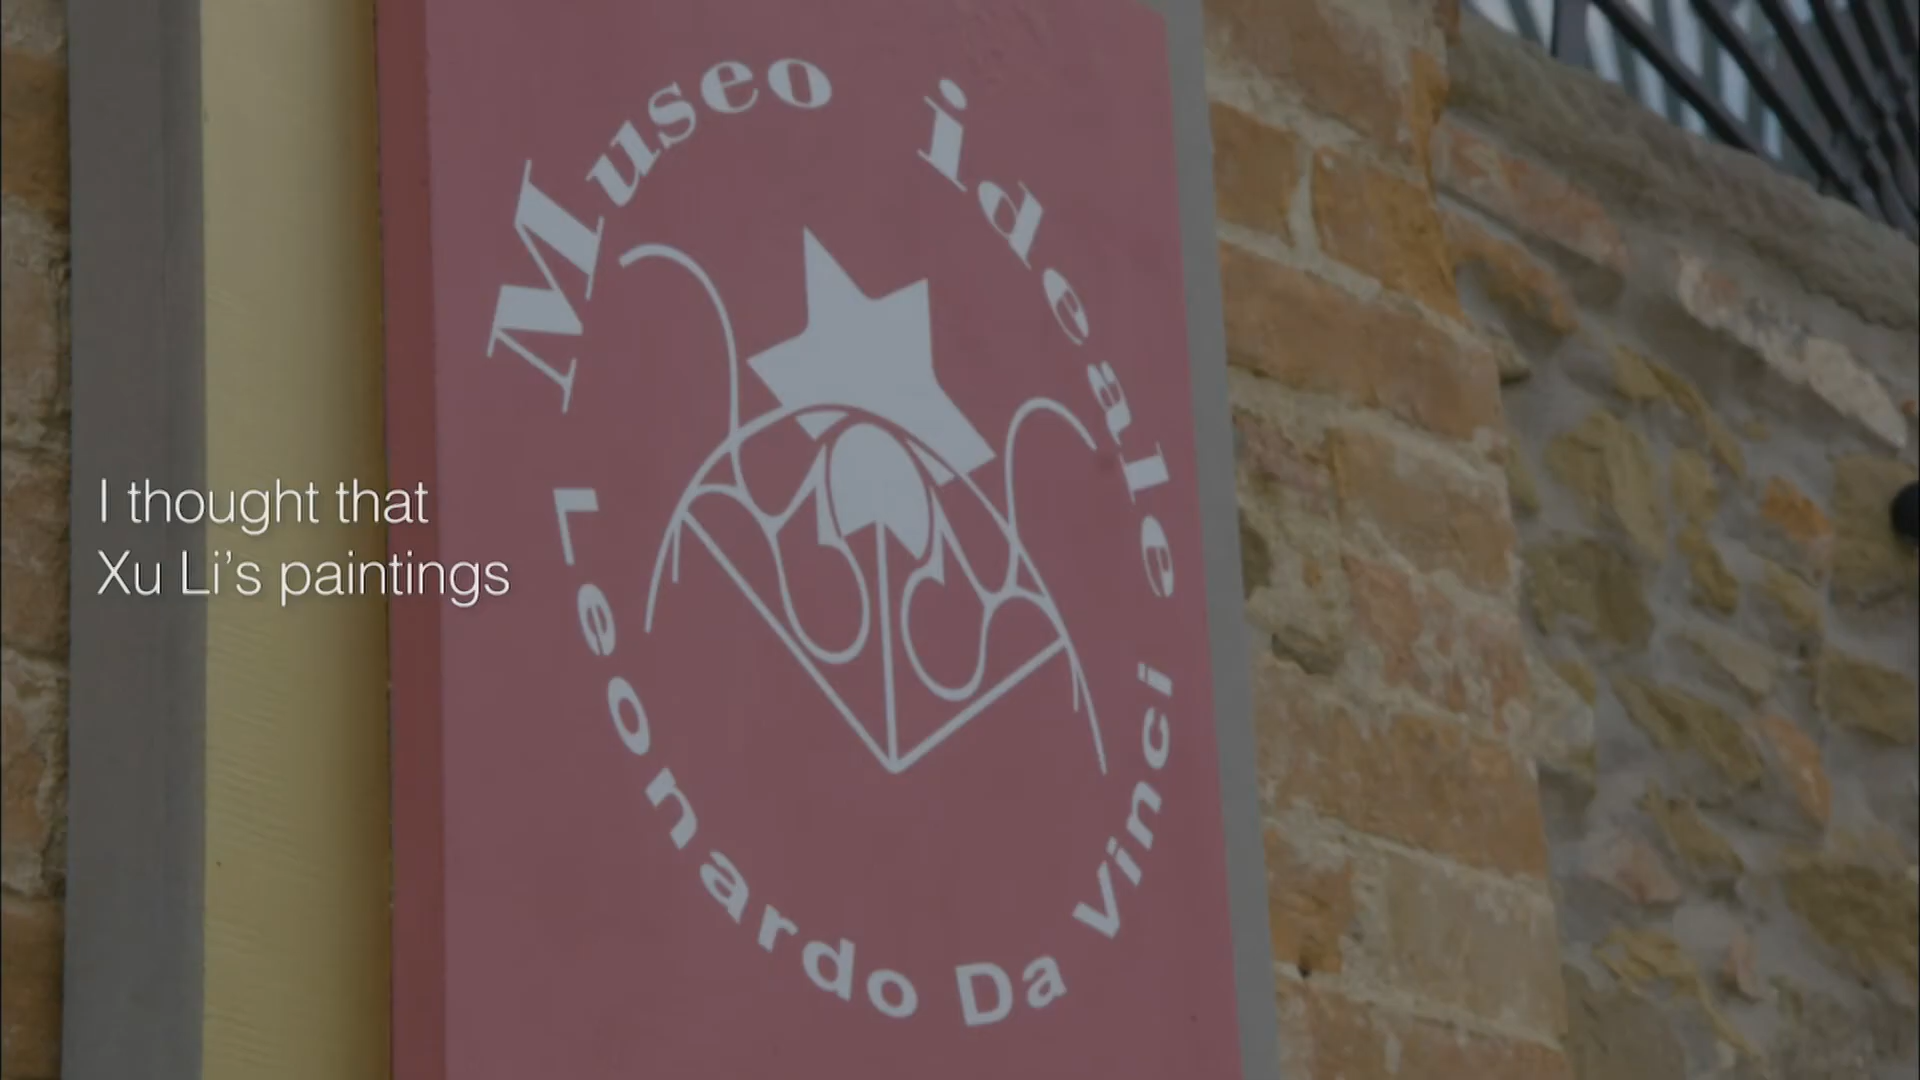 Museo ideale
Leonardo Da Vinci
I thought that
Xu Li’s paintings